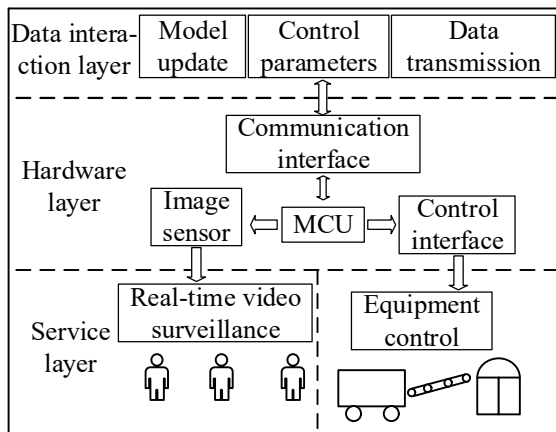 Data intera-
ction layer
Model
update
Control
parameters
Data
transmission
Communication
interface
Hardware
layer
Image
sensor
MCU
Control
interface
Real-time video
surveillance
Equipment
control
Service
layer